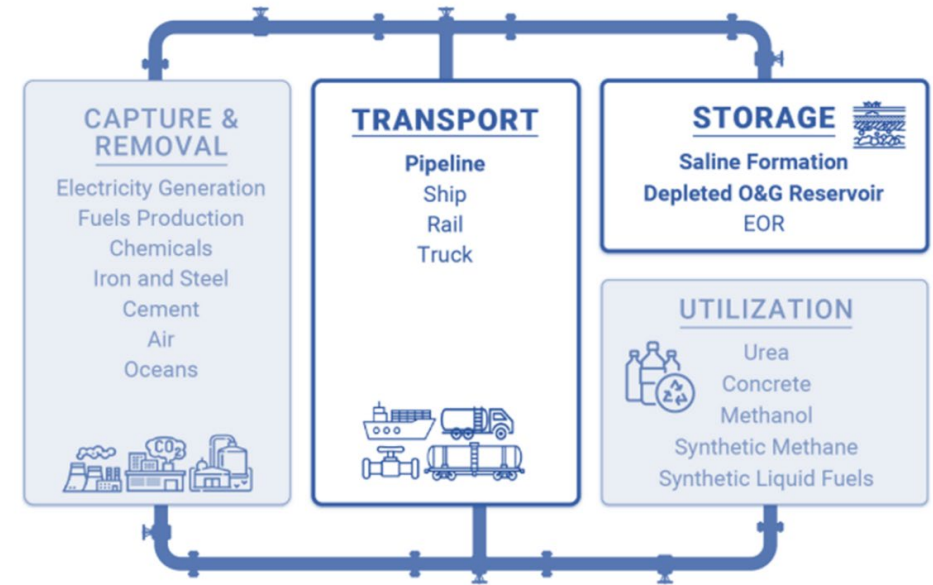 CAPTURE &
REMOVAL
Electricity Generation
Fuels Production
Chemicals
Iron and Steel
Cement
Air
Oceans
CO2
TRANSPORT
Pipeline
Ship
Rail
Truck
STORAGE
Saline Formation
Depleted O&G Reservoir
EOR
UTILIZATION
Urea
Concrete
Methanol
Synthetic Methane
Synthetic Liquid Fuels